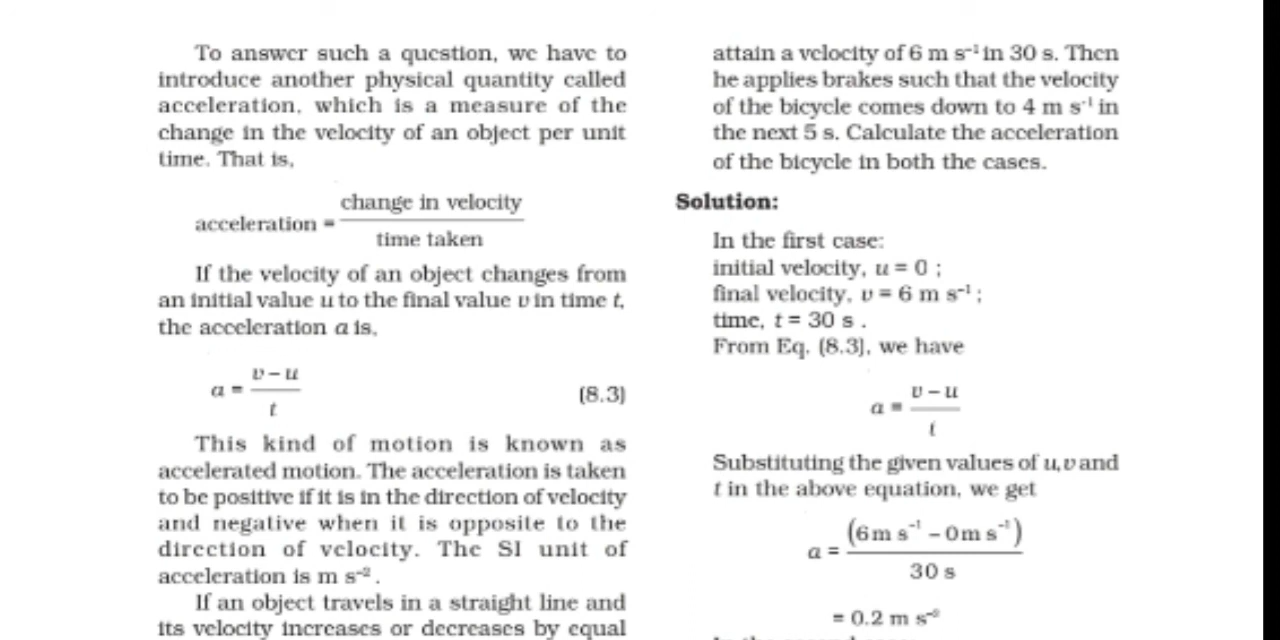 To answer such a question, we have to
introduce another physical quantity called
acceleration, which is a measure of the
change in the velocity of an object per unit
time. That is,
acceleration = change in velocity / time taken
If the velocity of an object changes from
an initial value u to the final value v in time t,
the acceleration a is,
a = v – u / t (8.3)
This kind of motion is known as
accelerated motion. The acceleration is taken
to be positive if it is in the direction of velocity
and negative when it is opposite to the
direction of velocity. The SI unit of
acceleration is m s⁻².
If an object travels in a straight line and
its velocity increases or decreases by equal
attain a velocity of 6 m s⁻¹ in 30 s. Then
he applies brakes such that the velocity
of the bicycle comes down to 4 m s⁻¹ in
the next 5 s. Calculate the acceleration
of the bicycle in both the cases.
Solution:
In the first case:
initial velocity, u = 0 ;
final velocity, v = 6 m s⁻¹ ;
time, t = 30 s .
From Eq. (8.3), we have
a = v – u / t
Substituting the given values of u,v and
t in the above equation, we get
a = (6 m s⁻¹ – 0 m s⁻¹) / 30 s
= 0.2 m s⁻²